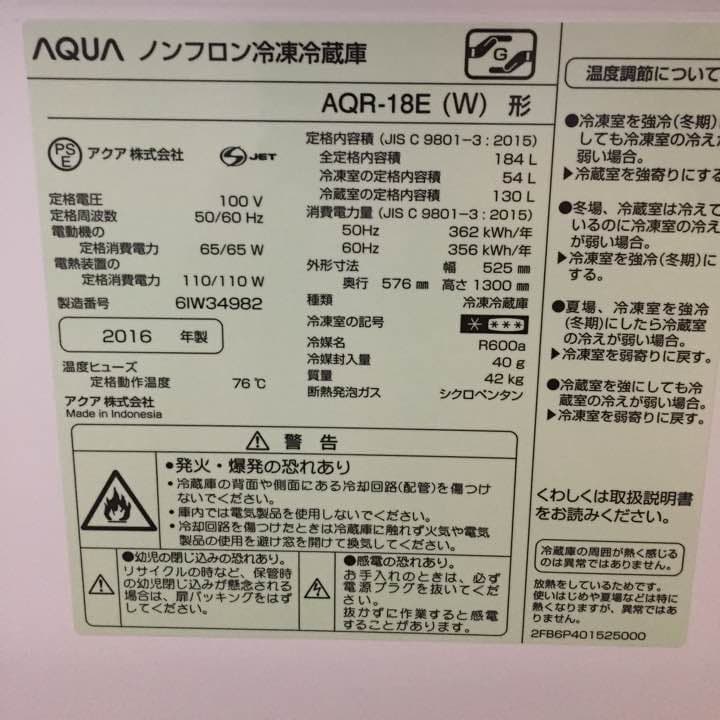 AQUA ノンフロン冷凍冷蔵庫
G
AQR-18E (W) 形
PSE アクア株式会社 S JET
定格電圧 100 V
定格周波数 50/60 Hz
電動機の
定格消費電力 65/65 W
電熱装置の
定格消費電力 110/110 W
製造番号 6IW34982
2016 年製
温度ヒューズ
定格動作温度 76 ℃
アクア株式会社
Made in Indonesia
定格内容積 (JIS C 9801-3 : 2015)
全定格内容積 184 L
冷凍室の定格内容積 54 L
冷蔵室の定格内容積 130 L
消費電力量 (JIS C 9801-3 : 2015)
50Hz 362 kWh/年
60Hz 356 kWh/年
外形寸法 幅 525 mm
奥行 576 mm 高さ 1300 mm
種類 冷凍冷蔵庫
冷凍室の記号 * ***
冷媒名 R600a
冷媒封入量 40 g
質量 42 kg
断熱発泡ガス シクロペンタン
⚠ 警告
●発火・爆発の恐れあり
・冷蔵庫の背面や側面にある冷却回路(配管)を傷つけ
ないでください。
・庫内では電気製品を使用しないでください。
・冷却回路を傷つけたときは冷蔵庫に触れず火気や電気
製品の使用を避け窓を開けて換気してください。
●幼児の閉じ込みの恐れあり。
リサイクルの時など、保管時
の幼児閉じ込みが懸念される
場合は、扉パッキングをはず
してください。
●感電の恐れあり。
お手入れのときは、必ず
電源プラグを抜いてくだ
さい。
抜かずに作業すると感電
することがあります。
温度調節について
●冷凍室を強冷(冬期)
しても冷凍室の冷え
弱い場合。
▶冷蔵室を強寄りにする
●冬場、冷蔵室は冷えて
いるのに冷凍室の冷え
が弱い場合。
▶冷凍室を強冷(冬期)に
する。
●夏場、冷凍室を強冷
(冬期)にしたら冷蔵室
の冷えが弱い場合。
▶冷凍室を弱寄りに戻す。
●冷蔵室を強にしても冷
蔵室の冷えが弱い場合。
▶冷凍室を弱寄りに戻す。
くわしくは取扱説明書
をお読みください。
冷蔵庫の周囲が熱く感じる
のは異常ではありません。
放熱をしているためです。
使いはじめや夏場などは特に
熱くなりますが、異常ではあ
りません。
2FB6P401525000